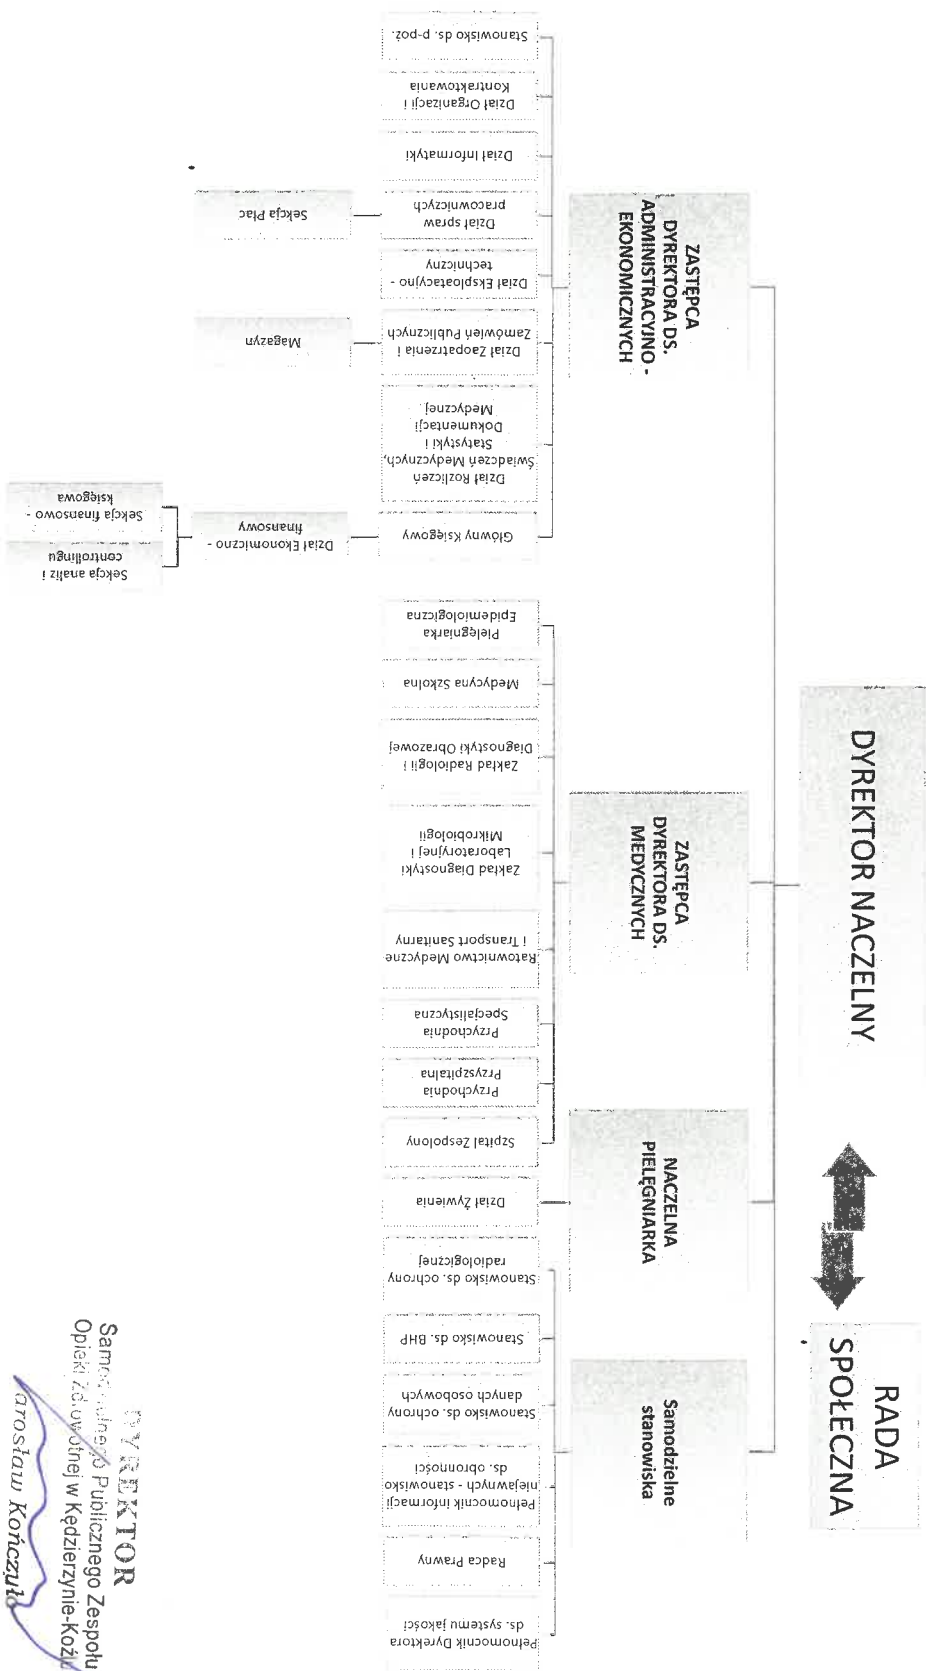 DYREKTOR NACZELNY
RADA
SPOŁECZNA
ZASTĘPCA
DYREKTORA DS.
ADMINISTRACYJNO -
EKONOMICZNYCH
ZASTĘPCA
DYREKTORA DS.
MEDYCZNYCH
NACZELNA
PIELĘGNIARKA
Samodzielne
stanowiska
Stanowisko ds. p-poż.
Dział Organizacji i
Kontraktowania
Dział Informatyki
Dział spraw
pracowniczych
Sekcja Płac
Dział Eksploatacyjno -
techniczny
Dział Zaopatrzenia i
Zamówień Publicznych
Magazyn
Dział Rozliczeń
Świadczeń Medycznych,
Statystyki i
Dokumentacji
Medycznej
Główny Księgowy
Dział Ekonomiczno -
finansowy
Sekcja finansowo -
księgowa
Sekcja analiz i
controllingu
Pielęgniarka
Epidemiologiczna
Medycyna Szkolna
Zakład Radiologii i
Diagnostyki Obrazowej
Zakład Diagnostyki
Laboratoryjnej i
Mikrobiologii
Ratownictwo Medyczne
i Transport Sanitarny
Przychodnia
Specjalistyczna
Przychodnia
Przyszpitalna
Szpital Zespolony
Dział Żywienia
Stanowisko ds. ochrony
radiologicznej
Stanowisko ds. BHP
Stanowisko ds. ochrony
danych osobowych
Pełnomocnik informacji
niejawnych - stanowisko
ds. obronności
Radca Prawny
Pełnomocnik Dyrektora
ds. systemu jakości
DYREKTOR
Publicznego Zespołu
Opieki Zdrowotnej w Kędzierzynie-Koźlu
Jarosław Kończyło